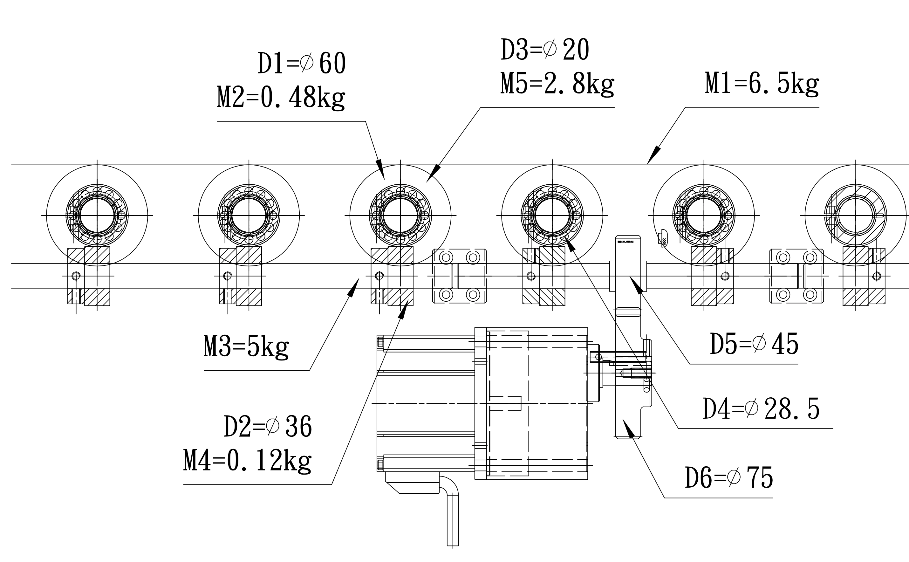 D1=∅60
M2=0.48kg
D3=∅20
M5=2.8kg
M1=6.5kg
M3=5kg
D5=∅45
D2=∅36
M4=0.12kg
D4=∅28.5
D6=∅75